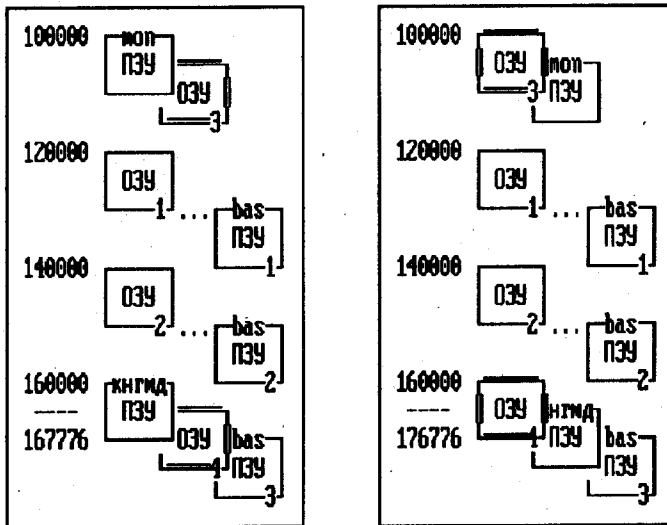 100000 моп
ПЗУ
ОЗУ
3
120000
ОЗУ
1 ... bas
ПЗУ
1
140000
ОЗУ
2 ... bas
ПЗУ
2
160000 кнгмд
----
ПЗУ
167776
ОЗУ bas
4 ПЗУ
3
100000
ОЗУ моп
3 ПЗУ
120000
ОЗУ
1 ... bas
ПЗУ
1
140000
ОЗУ
2 ... bas
ПЗУ
2
160000
----
ОЗУ нгмд
176776
4 ПЗУ bas
ПЗУ
3